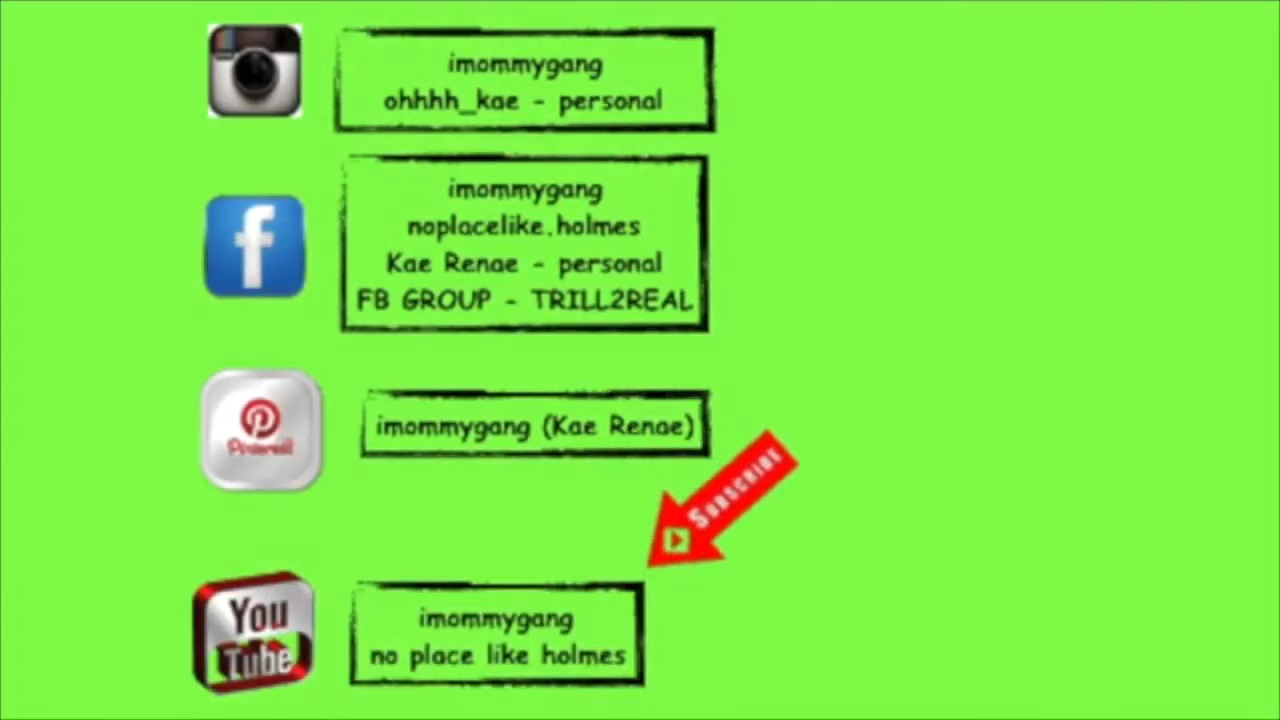 imommygang
ohhhh_kae - personal
imommygang
noplacelike.holmes
Kae Renae - personal
FB GROUP - TRILL2REAL
Pinterest
imommygang (Kae Renae)
SUBSCRIBE
You
Tube
imommygang
no place like holmes